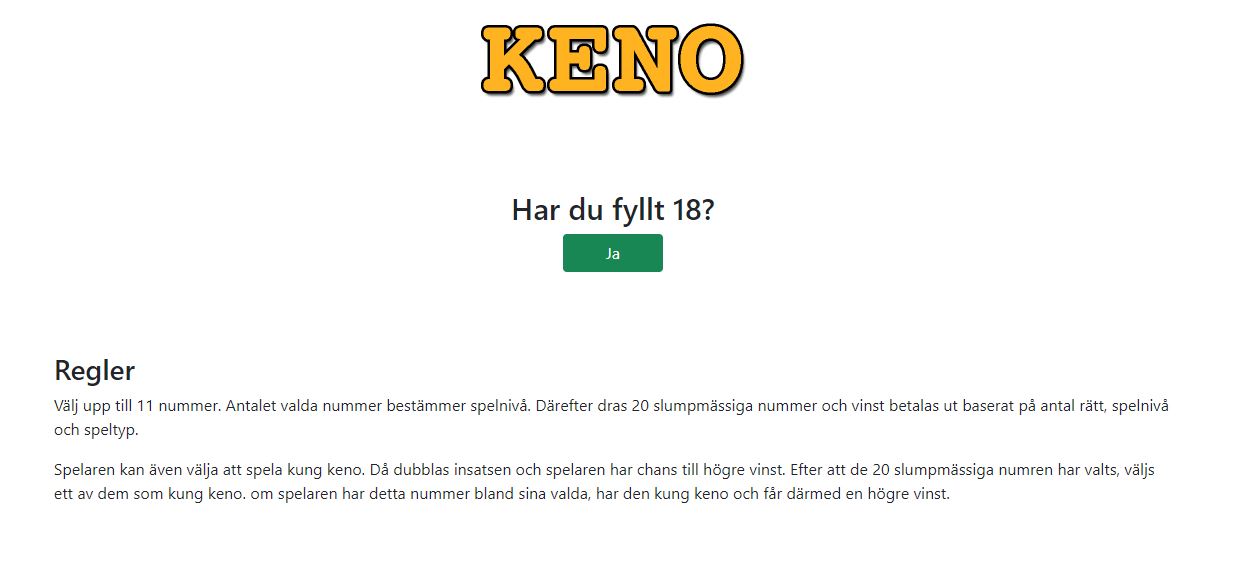 KENO
Har du fyllt 18?
Ja
Regler
Välj upp till 11 nummer. Antalet valda nummer bestämmer spelnivå. Därefter dras 20 slumpmässiga nummer och vinst betalas ut baserat på antal rätt, spelnivå
och speltyp.
Spelaren kan även välja att spela kung keno. Då dubblas insatsen och spelaren har chans till högre vinst. Efter att de 20 slumpmässiga numren har valts, väljs
ett av dem som kung keno. om spelaren har detta nummer bland sina valda, har den kung keno och får därmed en högre vinst.